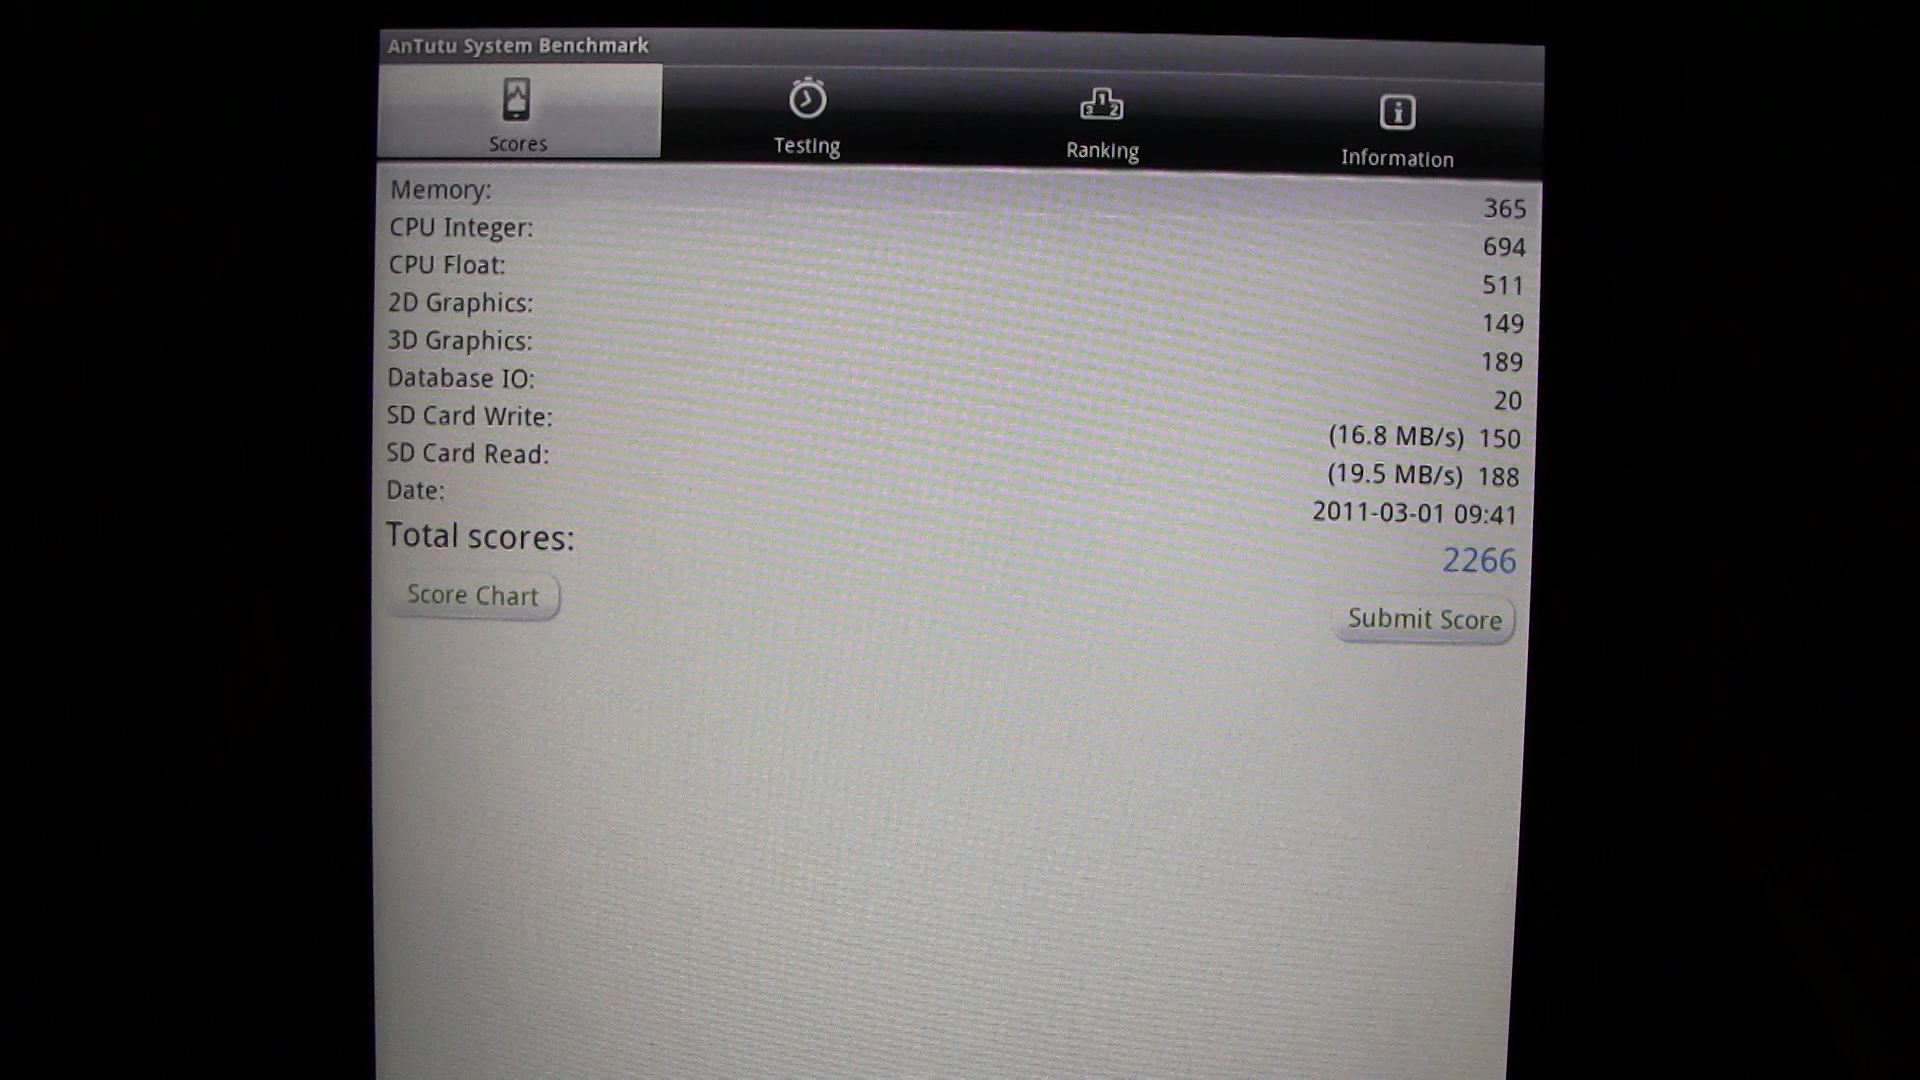 AnTutu System Benchmark
Scores Testing Ranking Information
Memory: 365
CPU Integer: 694
CPU Float: 511
2D Graphics: 149
3D Graphics: 189
Database IO: 20
SD Card Write: (16.8 MB/s) 150
SD Card Read: (19.5 MB/s) 188
Date: 2011-03-01 09:41
Total scores: 2266
Score Chart Submit Score